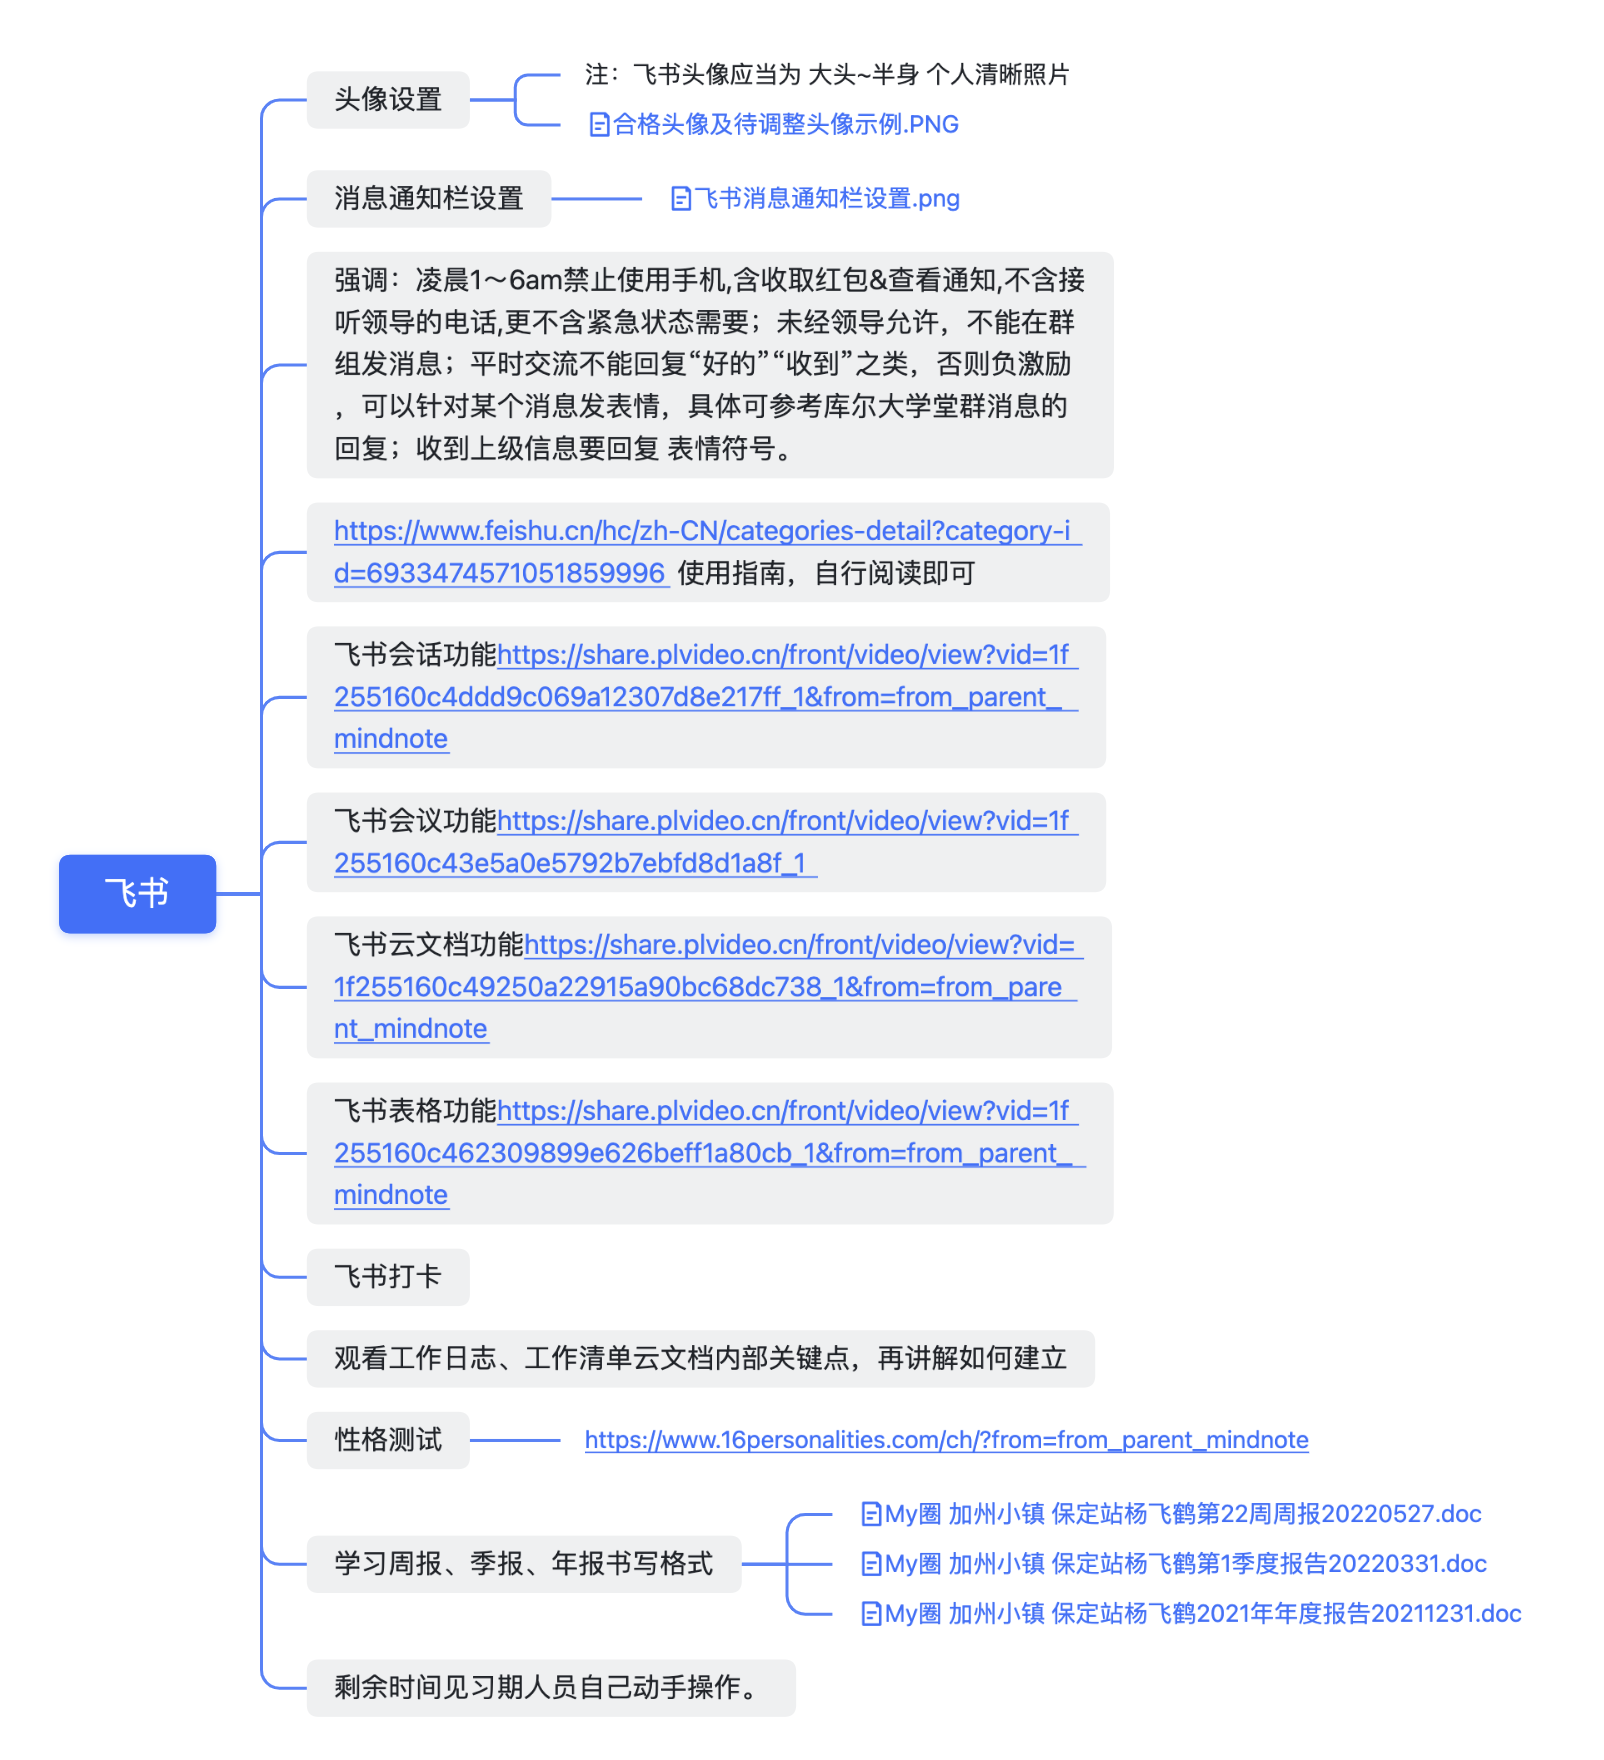 飞书
头像设置
注：飞书头像应当为 大头~半身 个人清晰照片
合格头像及待调整头像示例.PNG
消息通知栏设置
飞书消息通知栏设置.png
强调：凌晨1～6am禁止使用手机,含收取红包&查看通知,不含接
听领导的电话,更不含紧急状态需要；未经领导允许，不能在群
组发消息；平时交流不能回复“好的”“收到”之类，否则负激励
，可以针对某个消息发表情，具体可参考库尔大学堂群消息的
回复；收到上级信息要回复 表情符号。
https://www.feishu.cn/hc/zh-CN/categories-detail?category-i
d=6933474571051859996 使用指南，自行阅读即可
飞书会话功能https://share.plvideo.cn/front/video/view?vid=1f
255160c4ddd9c069a12307d8e217ff_1&from=from_parent_
mindnote
飞书会议功能https://share.plvideo.cn/front/video/view?vid=1f
255160c43e5a0e5792b7ebfd8d1a8f_1
飞书云文档功能https://share.plvideo.cn/front/video/view?vid=
1f255160c49250a22915a90bc68dc738_1&from=from_pare
nt_mindnote
飞书表格功能https://share.plvideo.cn/front/video/view?vid=1f
255160c462309899e626beff1a80cb_1&from=from_parent_
mindnote
飞书打卡
观看工作日志、工作清单云文档内部关键点，再讲解如何建立
性格测试
https://www.16personalities.com/ch/?from=from_parent_mindnote
学习周报、季报、年报书写格式
My圈 加州小镇 保定站杨飞鹤第22周周报20220527.doc
My圈 加州小镇 保定站杨飞鹤第1季度报告20220331.doc
My圈 加州小镇 保定站杨飞鹤2021年年度报告20211231.doc
剩余时间见习期人员自己动手操作。